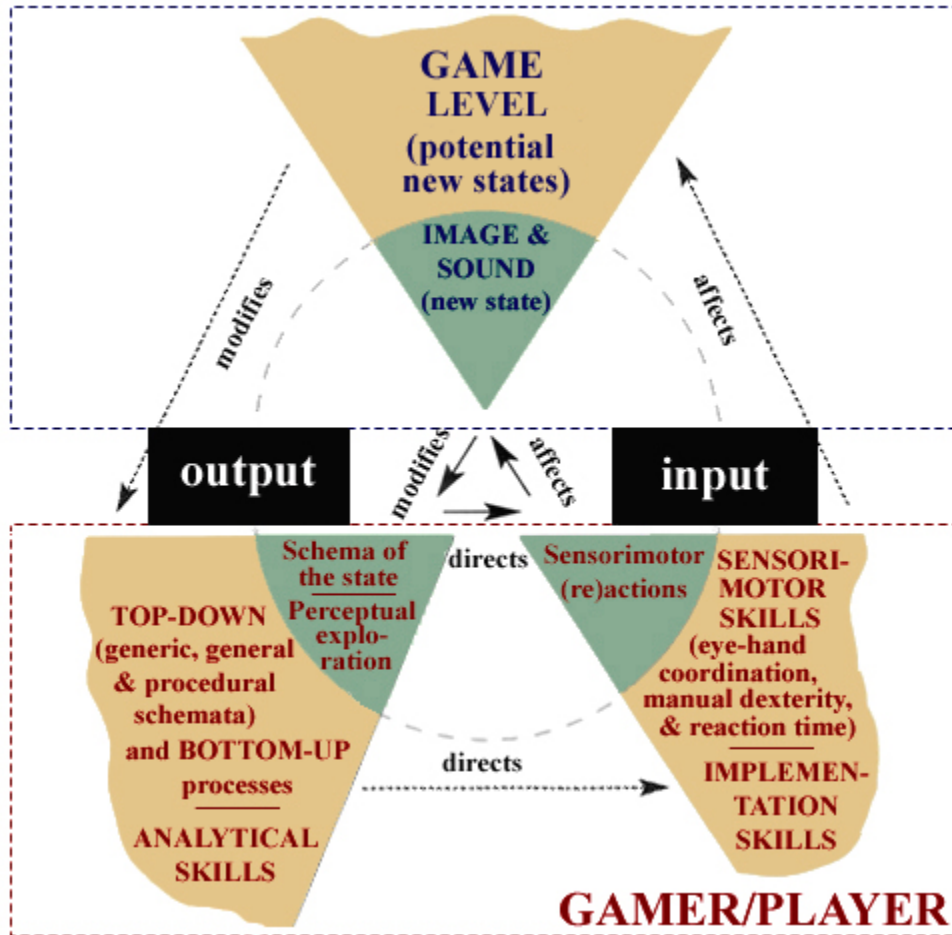 GAME
LEVEL
(potential
new states)
IMAGE &
SOUND
(new state)
modifies
affects
output
input
modifies
affects
directs
Schema of
the state
Perceptual
explo-
ration
Sensorimotor
(re)actions
TOP-DOWN
(generic, general
& procedural
schemata)
and BOTTOM-UP
processes
ANALYTICAL
SKILLS
SENSORI-
MOTOR
SKILLS
(eye-hand
coordination,
manual dexterity,
& reaction time)
IMPLEMEN-
TATION
SKILLS
directs
GAMER/PLAYER